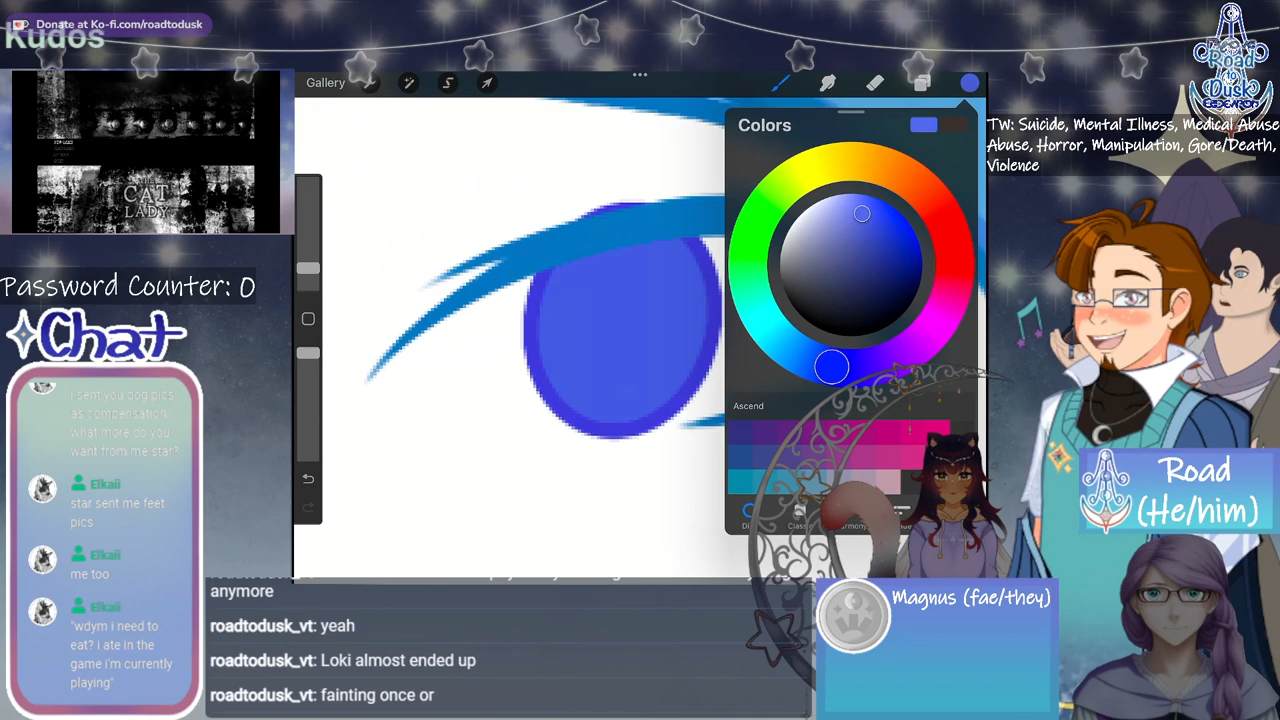 Donate at Ko-fi.com/roadtodusk
Kudos
Gallery
Colors
Road
to
Dusk
Tw: Suicide, Mental Illness, Medical Abuse
Abuse, Horror, Manipulation, Gore/Death,
Violence
CAT
LADY
Password Counter: 0
Chat
i sent you dog pics
as compensation
what more do you
want from me star?
Elkaii
star sent me feet
pics
Elkaii
me too
Elkaii
"wdym i need to
eat? i ate in the
game i'm currently
playing"
Ascend
Road
(He/him)
Magnus (fae/they)
anymore
roadtodusk_vt: yeah
roadtodusk_vt: Loki almost ended up
roadtodusk_vt: fainting once or